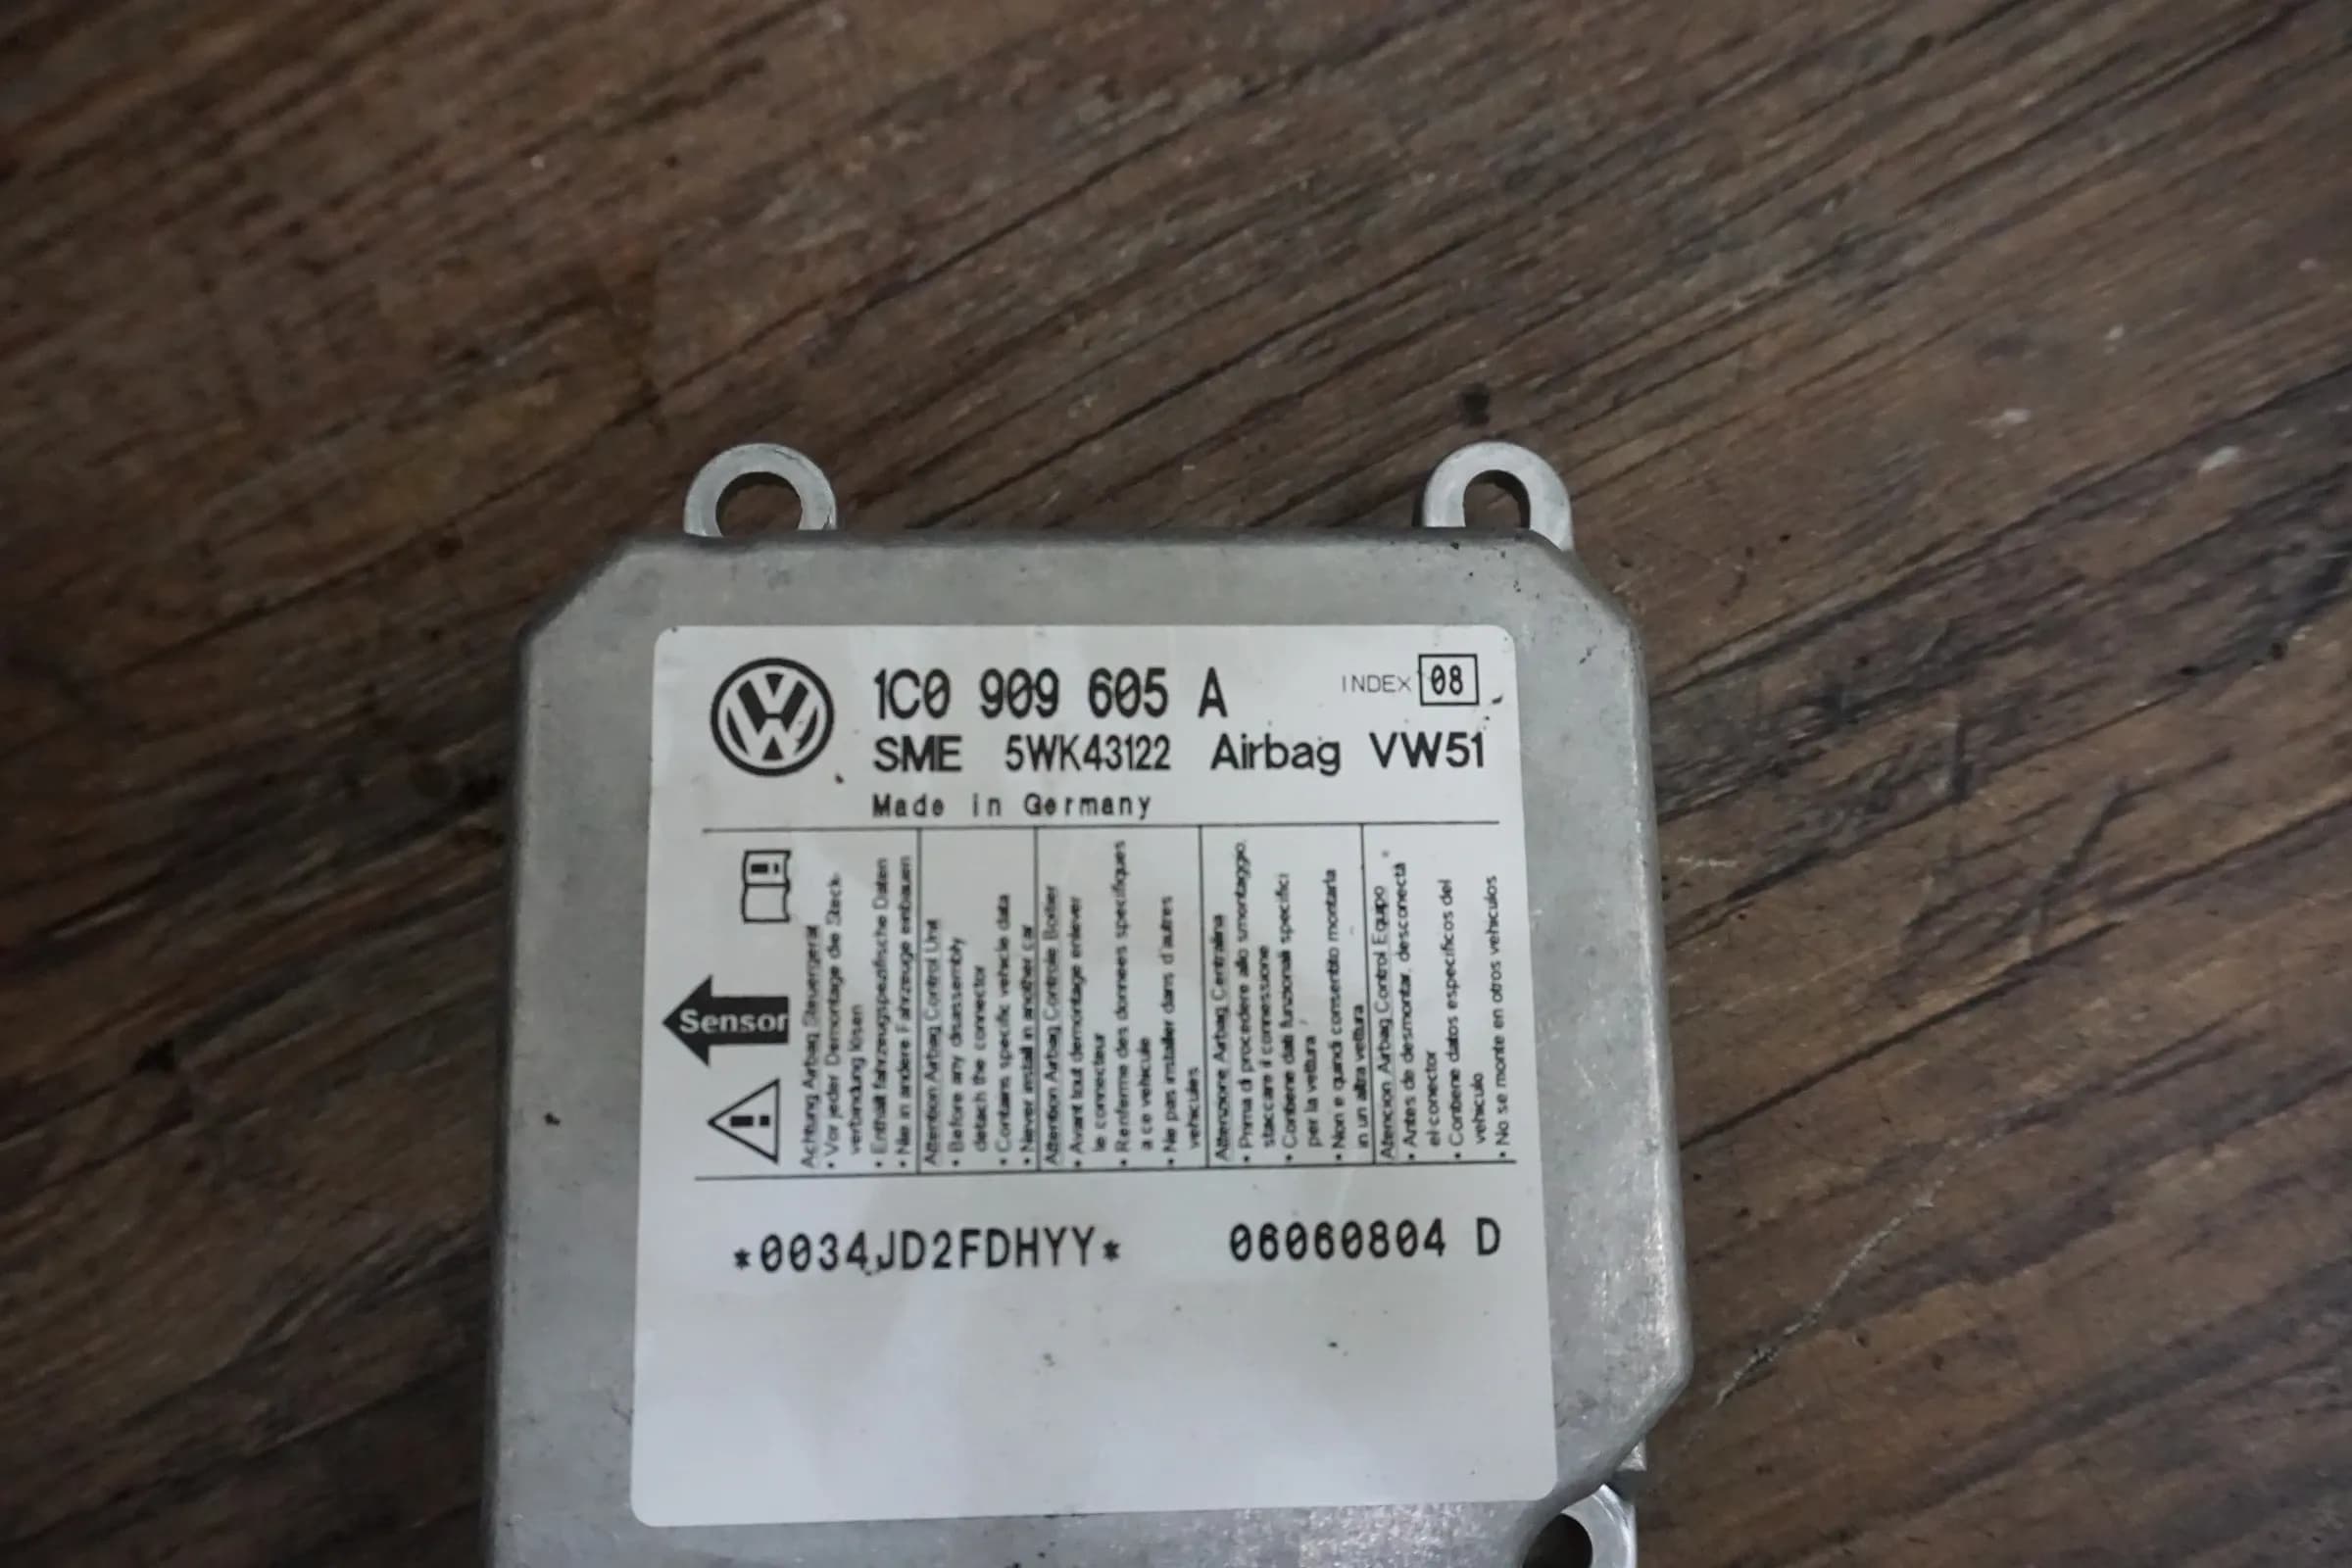 1C0 909 605 A
INDEX 08
SME 5WK43122 Airbag VW51
Made in Germany
Sensor
Achtung Airbag Steuergerät
• Vor jeder Demontage die Steck-
verbindung lösen
• Enthält fahrzeugspezifische Daten
• Nie in andere Fahrzeuge einbauen
Attention Airbag Control Unit
• Before any disassembly
detach the connector
• Contains specific vehicle data
• Never install in another car
Attention Airbag Controle Boitier
• Avant tout demontage enlever
le connecteur
• Renferme des donnees specifiques
a ce vehicule
• Ne pas installer dans d'autres
vehicules
Attenzione Airbag Centralina
• Prima di procedere allo smontaggio,
staccare il connessione
• Contiene dati funzionali specifici
per la vettura
• Non e quindi consentito montarla
in un altra vettura
Atencion Airbag Control Equipo
• Antes de desmontar, desconecta
el conector
• Contiene datos especificos del
vehiculo
• No se monte en otros vehiculos
*0034JD2FDHYY* 06060804 D